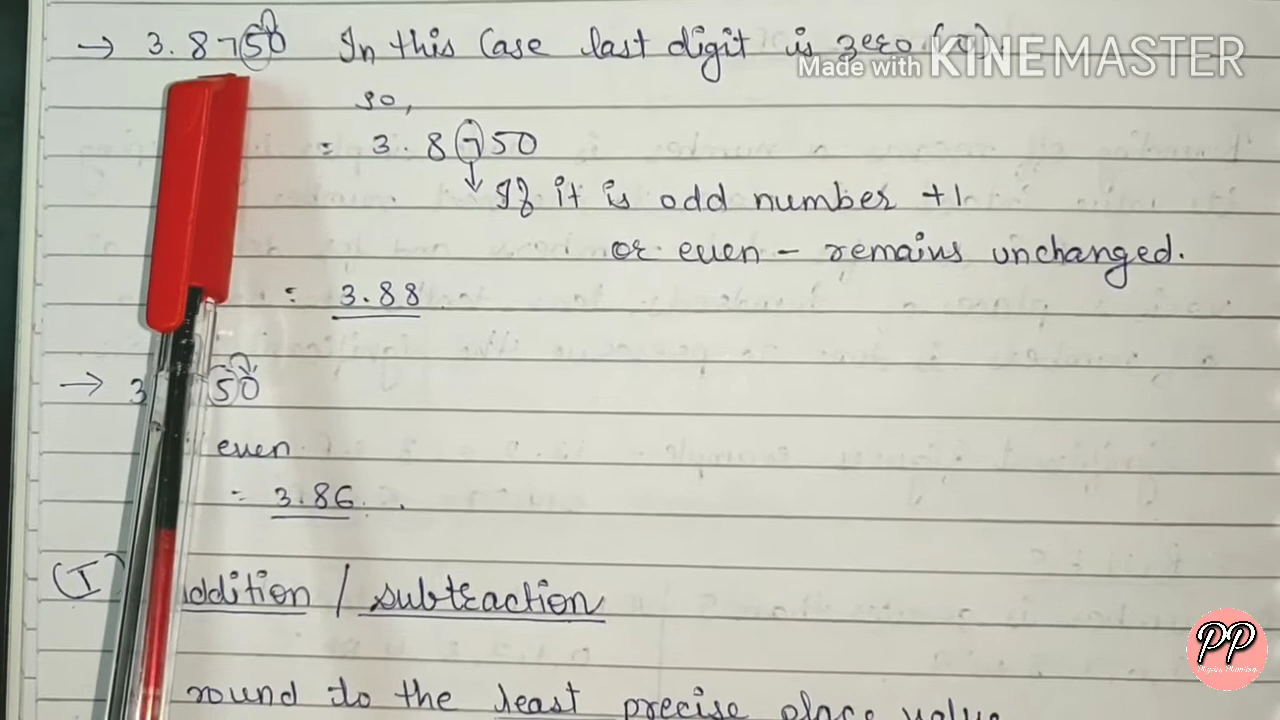 → 3.8750 In this Case last digit is zero (0).
Made with KINEMASTER
so,
= 3.8750
↓ If it is odd number +1
or even - remains unchanged.
= 3.88
→ 3 50
even
= 3.86.
(I) ddition / subtraction
round to the least precise place value
PP